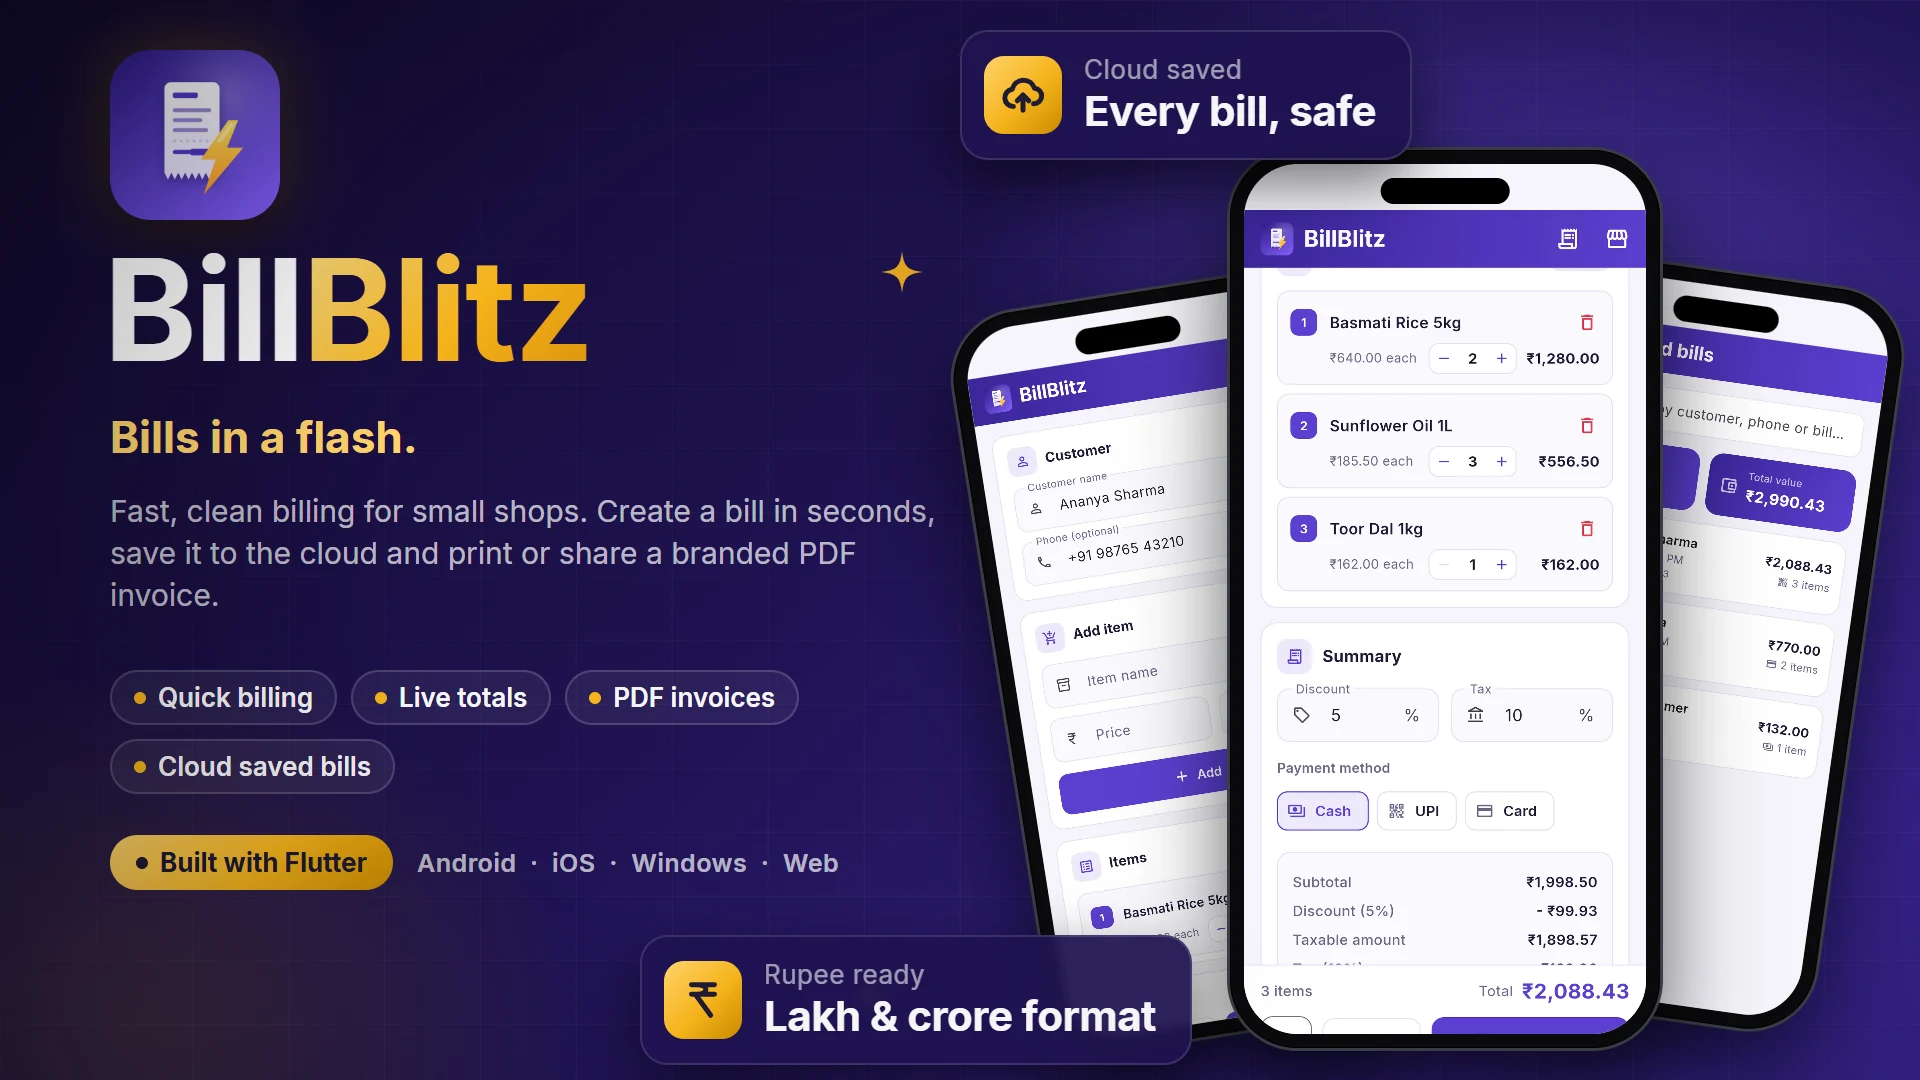 BillBlitz
Bills in a flash.
Fast, clean billing for small shops. Create a bill in seconds,
save it to the cloud and print or share a branded PDF
invoice.
Quick billing
Live totals
PDF invoices
Cloud saved bills
Built with Flutter
Android · iOS · Windows · Web
Cloud saved
Every bill, safe
Rupee ready
₹
Lakh & crore format
BillBlitz
Customer
Customer name
Ananya Sharma
Phone (optional)
+91 98765 43210
Add item
Item name
₹ Price
+ Add
Items
1 Basmati Rice 5kg
each
BillBlitz
1 Basmati Rice 5kg
₹640.00 each − 2 + ₹1,280.00
2 Sunflower Oil 1L
₹185.50 each − 3 + ₹556.50
3 Toor Dal 1kg
₹162.00 each − 1 + ₹162.00
Summary
Discount
5 %
Tax
10 %
Payment method
Cash
UPI
Card
Subtotal ₹1,998.50
Discount (5%) - ₹99.93
Taxable amount ₹1,898.57
3 items
Total ₹2,088.43
bills
customer, phone or bill...
Total value
₹2,990.43
₹2,088.43
PM
3 items
₹770.00
2 items
₹132.00
1 item